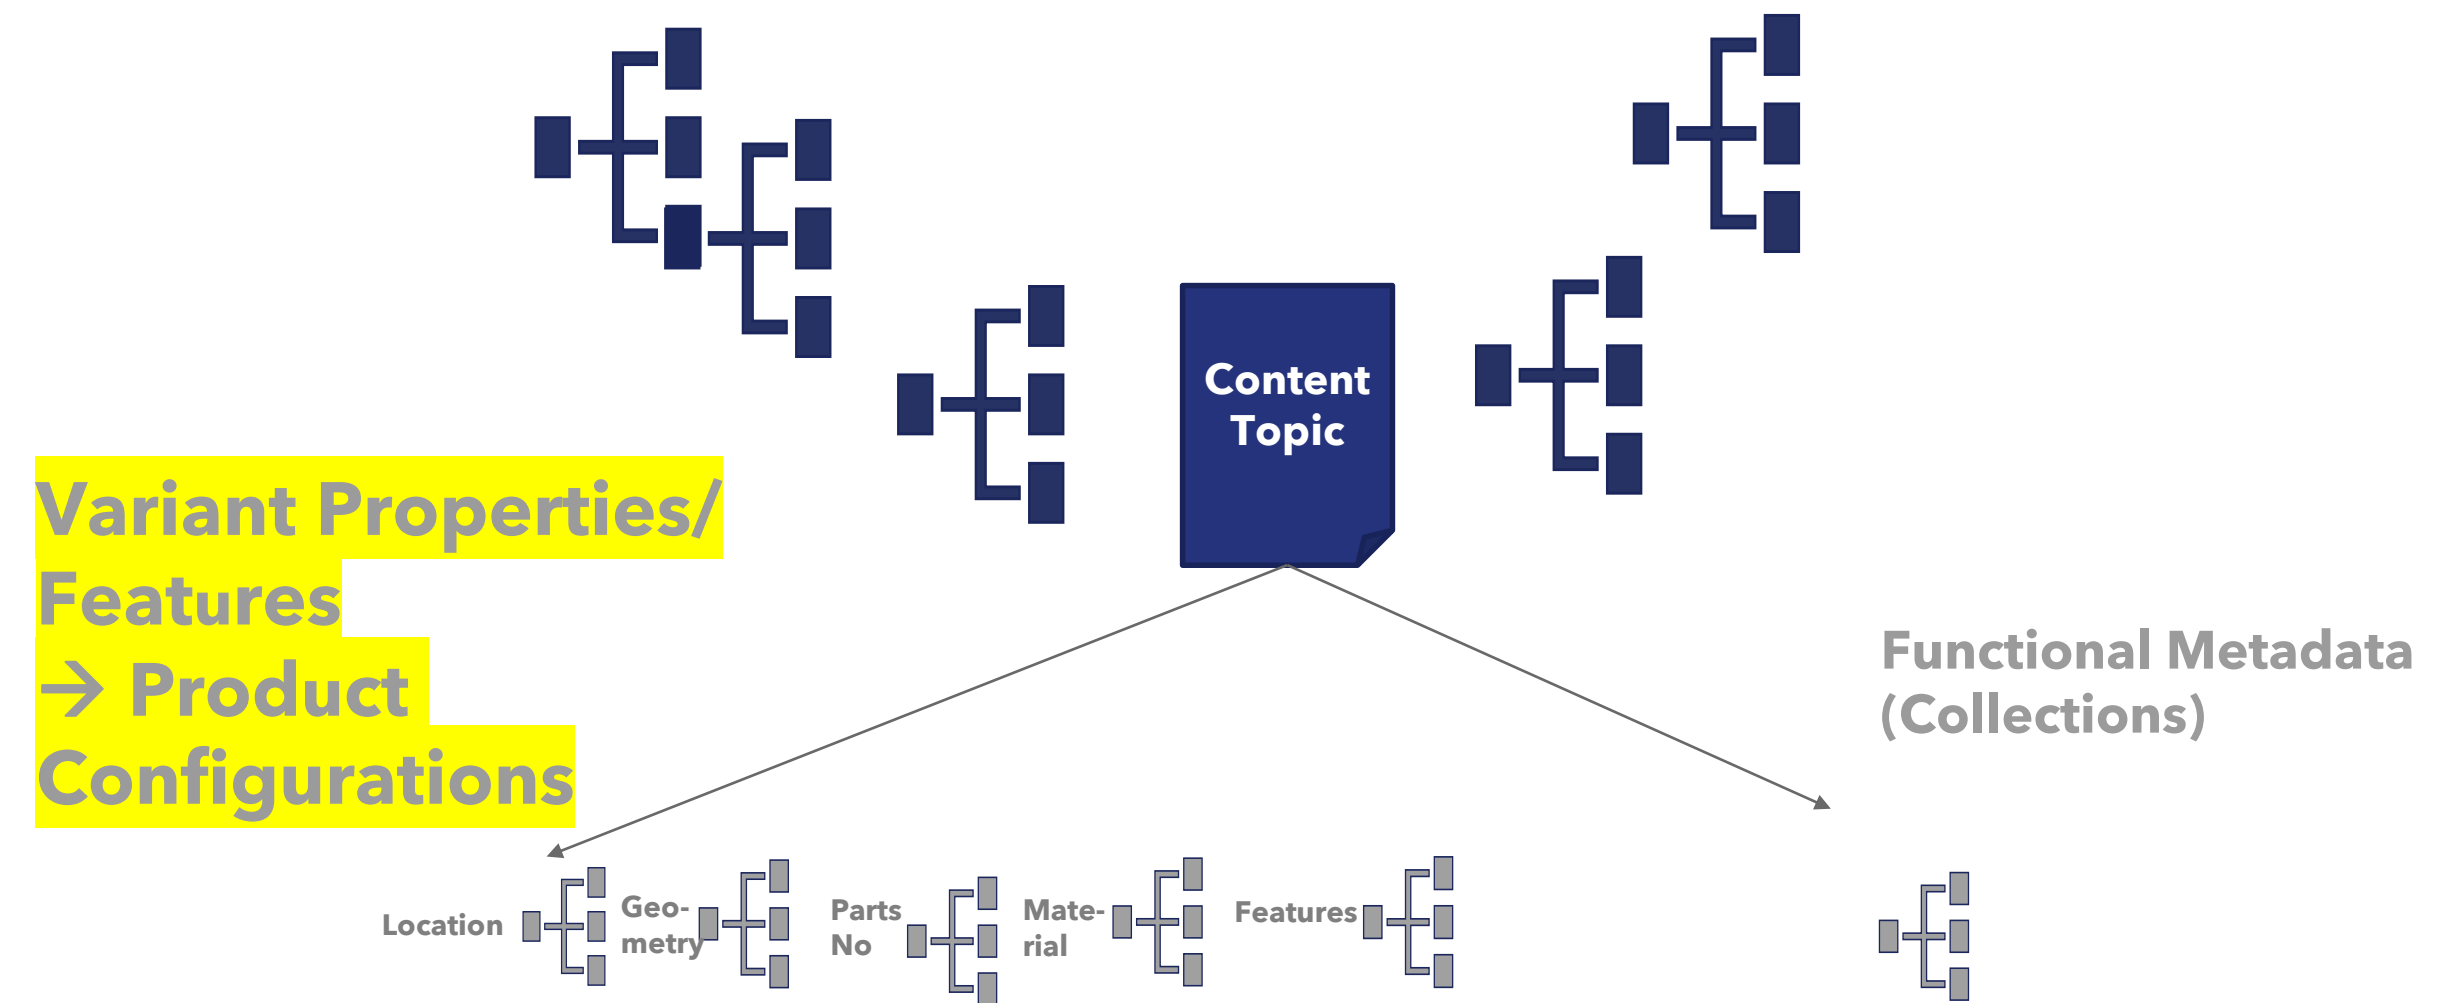 Content
Topic
Variant Properties/
Features
→ Product
Configurations
Functional Metadata
(Collections)
Location
Geo-
metry
Parts
No
Mate-
rial
Features